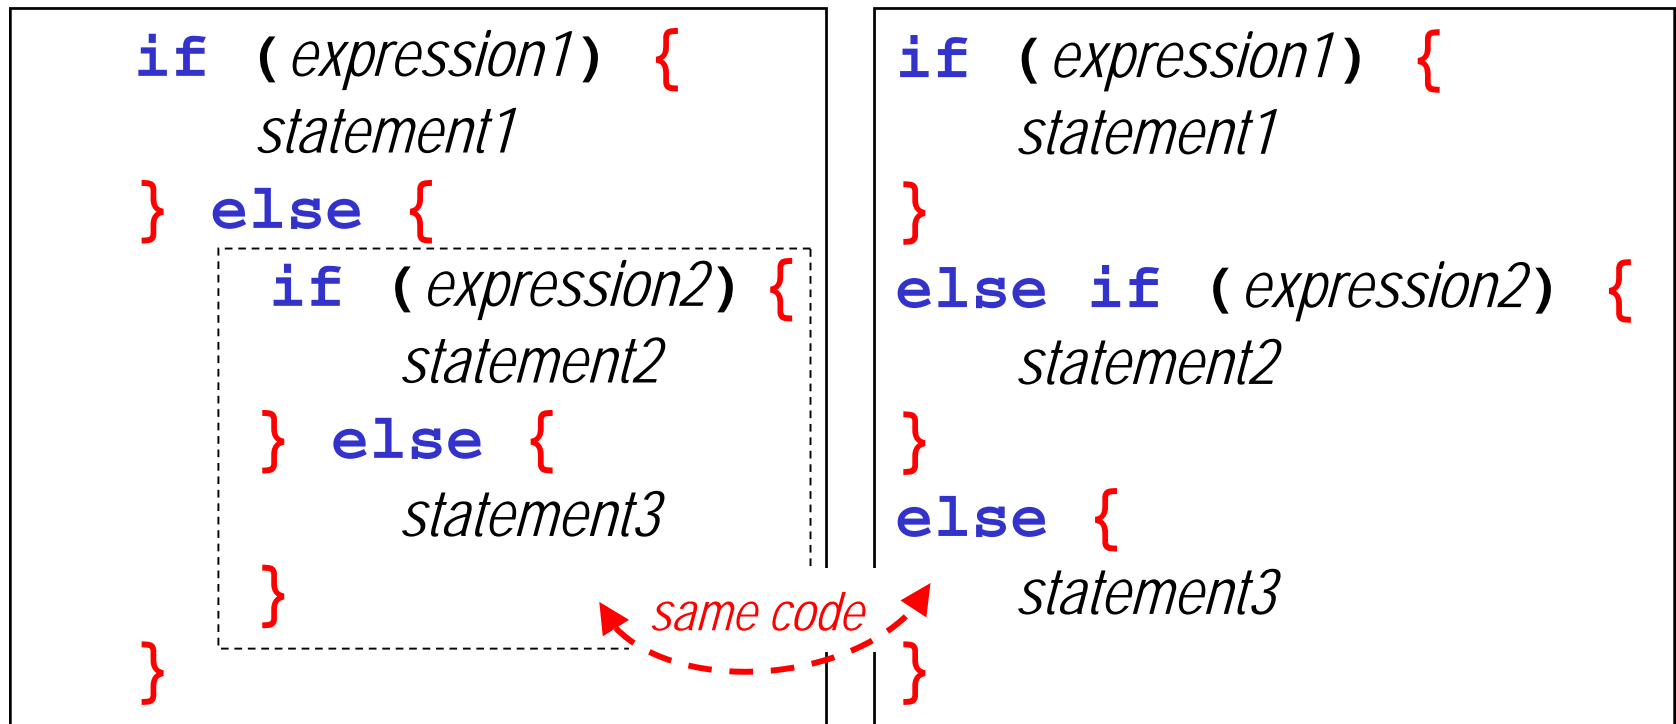 if (expression1) {
statement1
} else {
if (expression2) {
statement2
} else {
statement3
}
}
if (expression1) {
statement1
}
else if (expression2) {
statement2
}
else {
statement3
}
same code